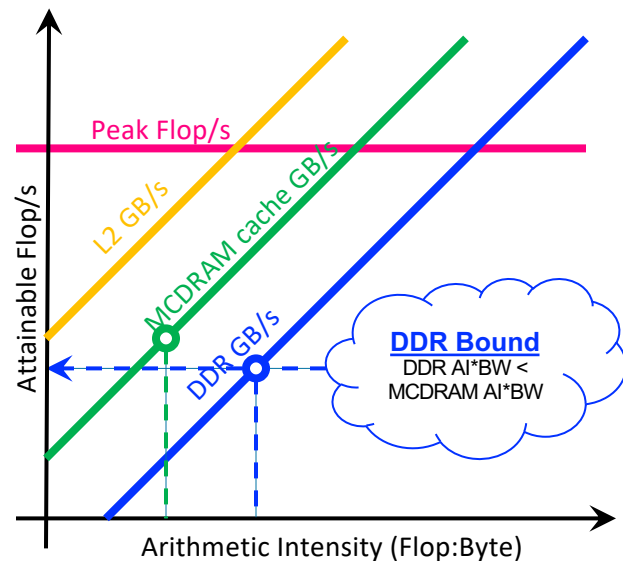 Peak Flop/s
Attainable Flop/s
L2 GB/s
MCDRAM cache GB/s
DDR GB/s
DDR Bound
DDR AI*BW <
MCDRAM AI*BW
Arithmetic Intensity (Flop:Byte)